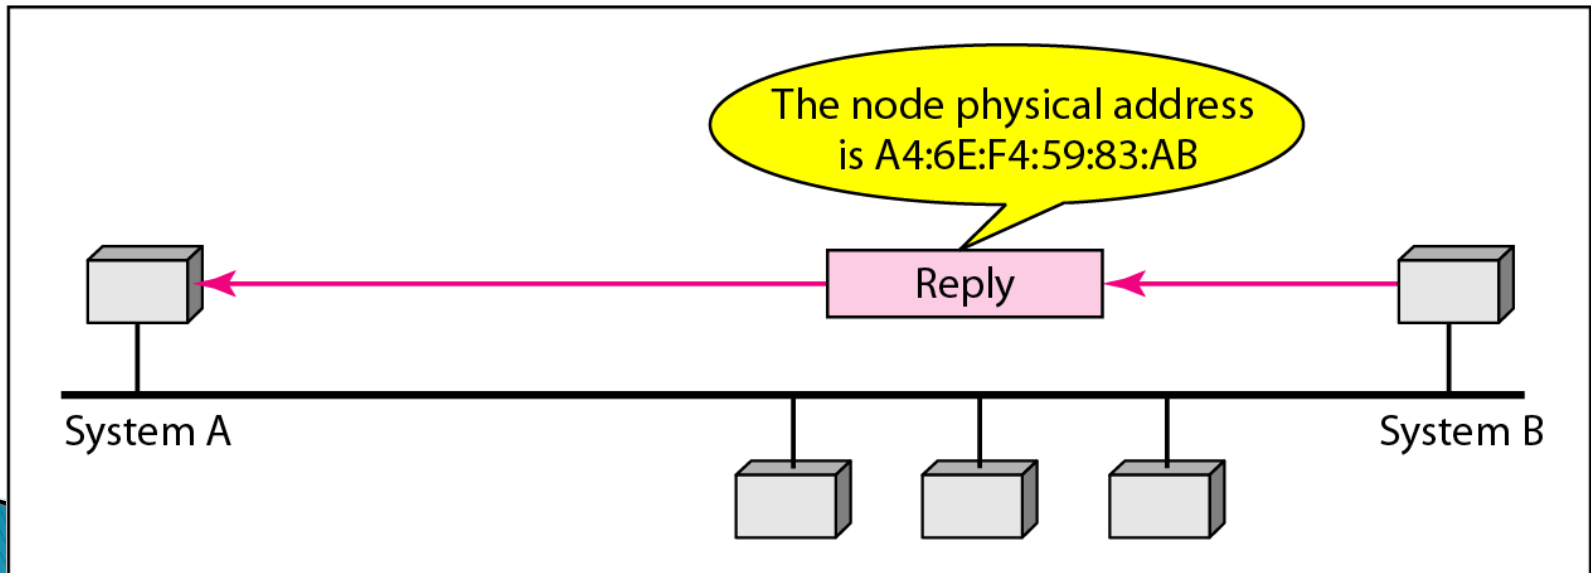 The node physical address
is A4:6E:F4:59:83:AB
Reply
System A
System B